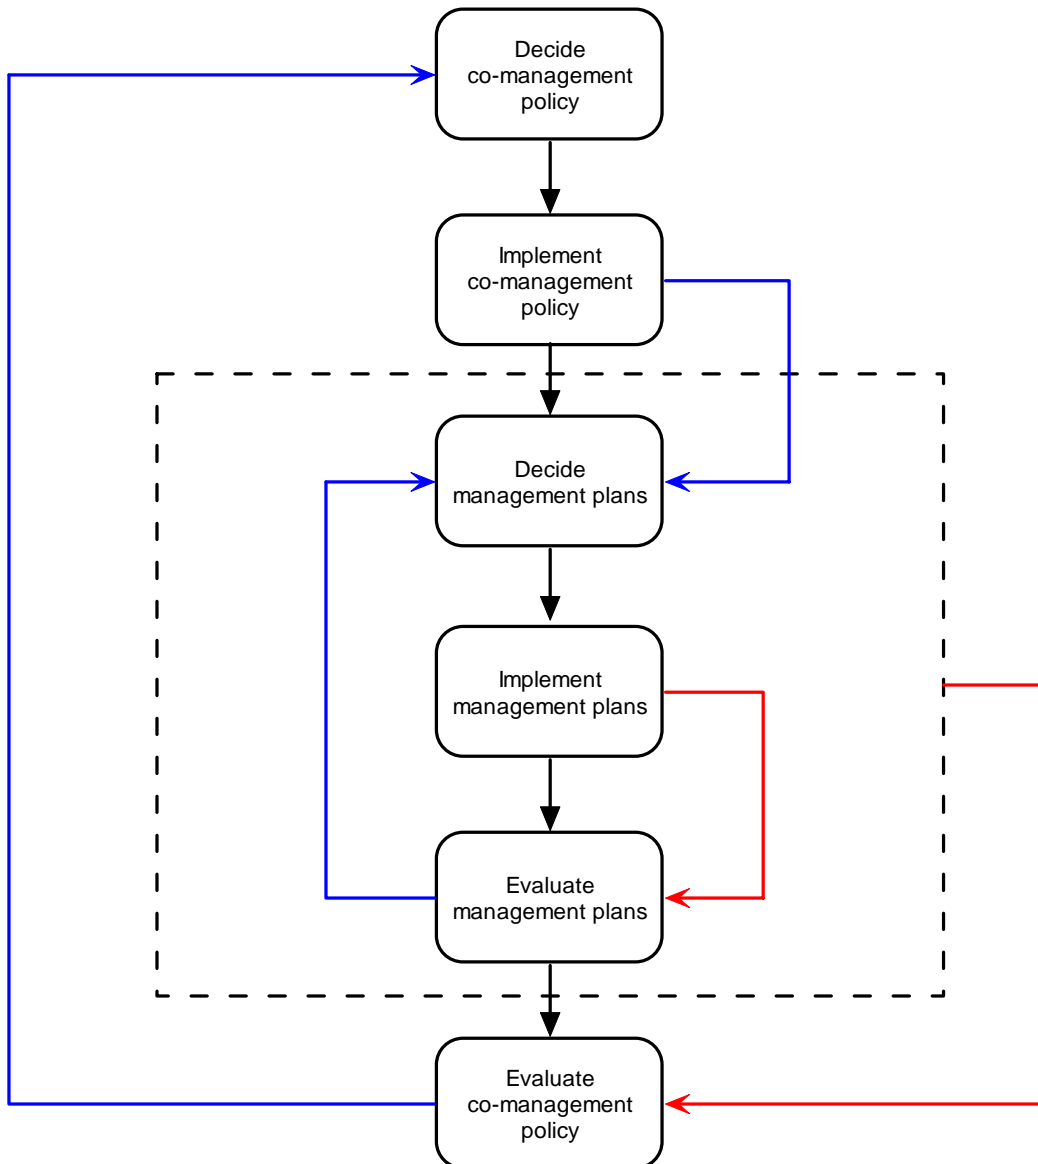 Decide
co-management
policy
Implement
co-management
policy
Decide
management plans
Implement
management plans
Evaluate
management plans
Evaluate
co-management
policy